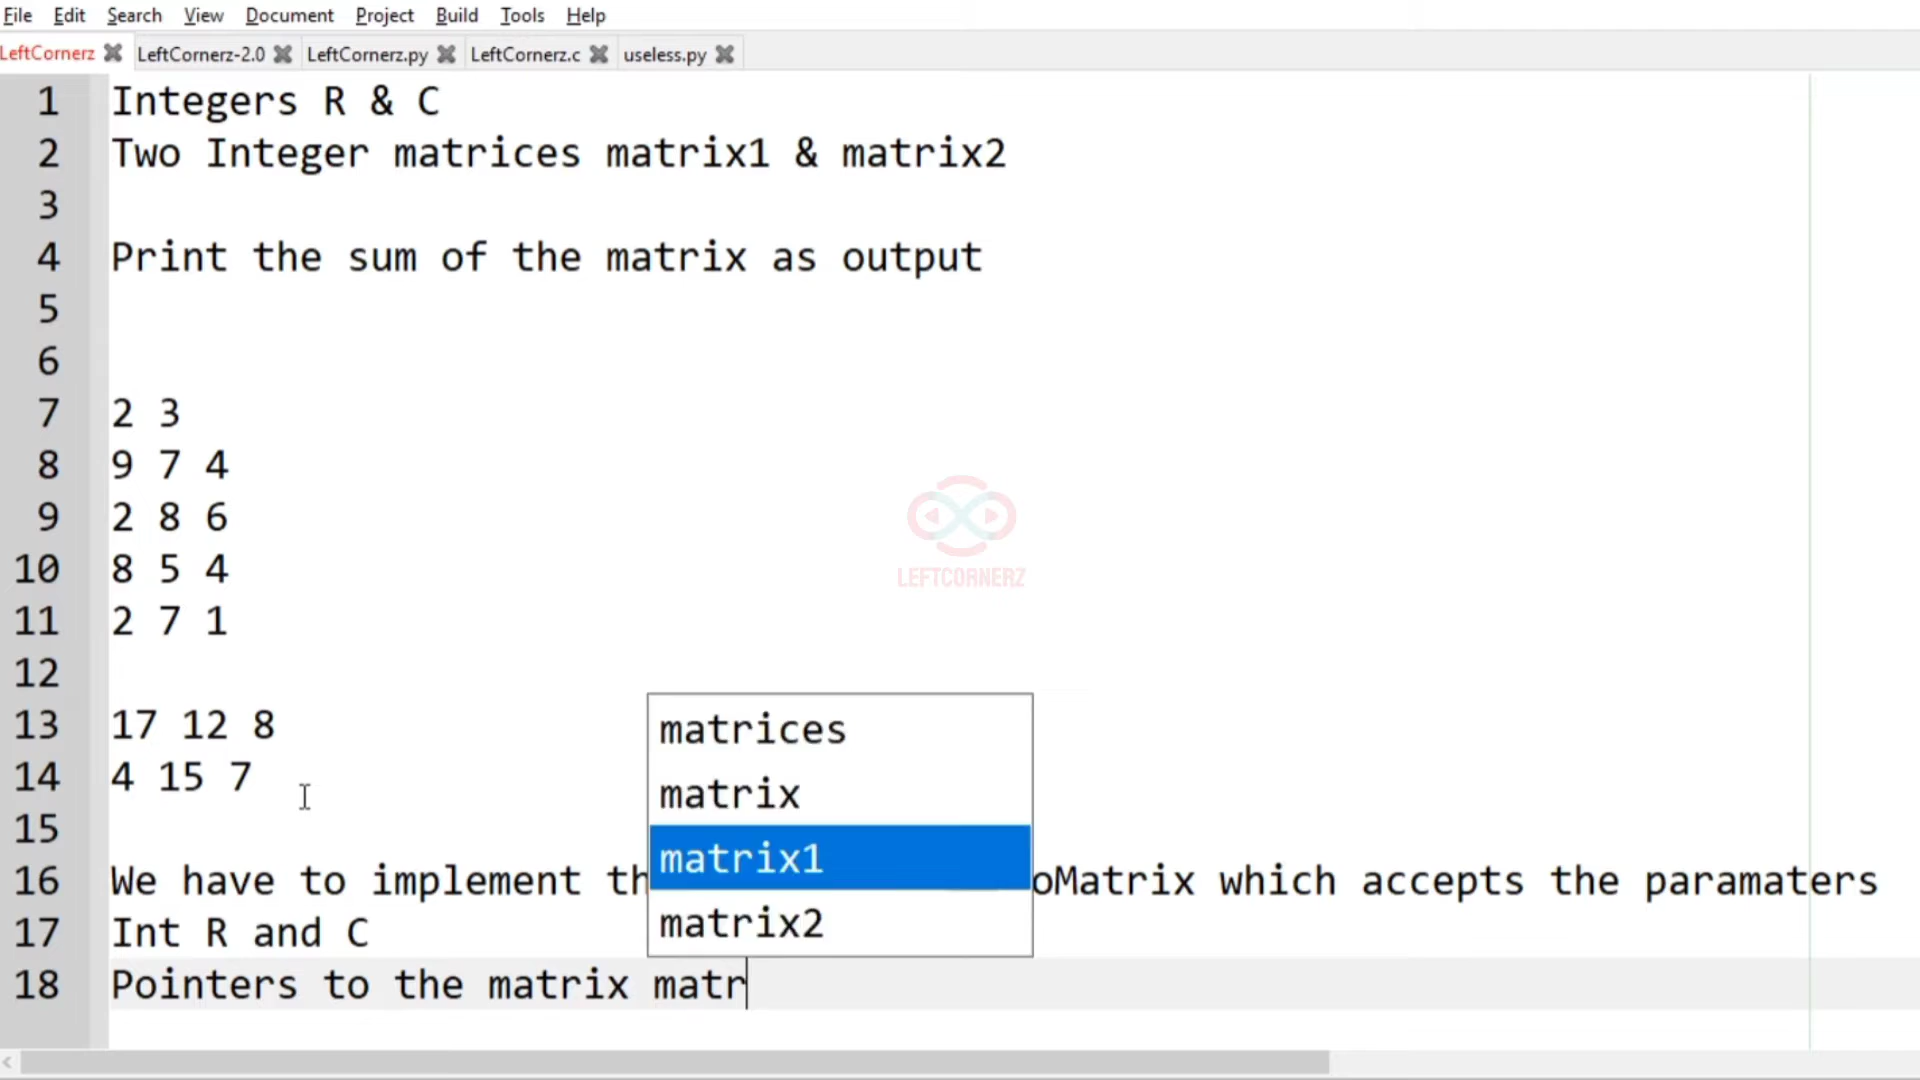 File Edit Search View Document Project Build Tools Help
LeftCornerz LeftCornerz-2.0 LeftCornerz.py LeftCornerz.c useless.py
1 Integers R & C
2 Two Integer matrices matrix1 & matrix2
3
4 Print the sum of the matrix as output
5
6
7 2 3
8 9 7 4
9 2 8 6
10 8 5 4
11 2 7 1
12
13 17 12 8
14 4 15 7
15
16 We have to implement th oMatrix which accepts the paramaters
17 Int R and C
18 Pointers to the matrix matr
matrices
matrix
matrix1
matrix2
LEFTCORNERZ